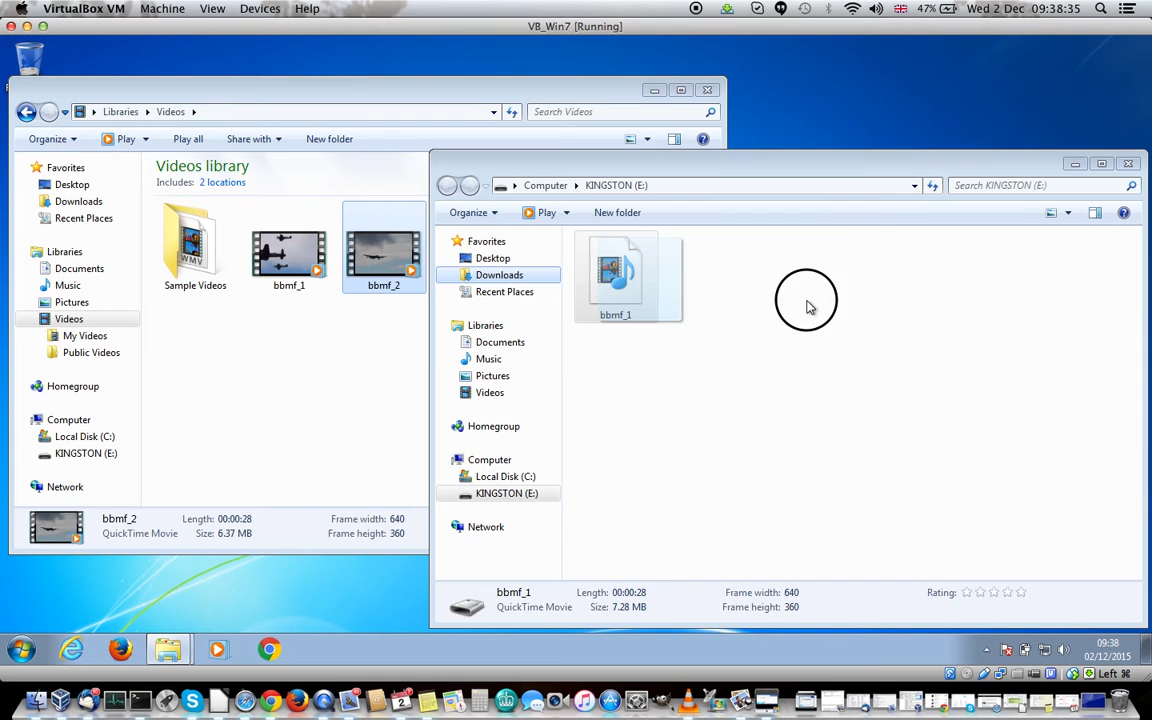 VirtualBox VM Machine View Devices Help 47% Wed 2 Dec 09:38:35
VB_Win7 [Running]
Libraries Videos Search Videos
Organize Play Play all Share with New folder
Favorites
Desktop
Downloads
Recent Places
Libraries
Documents
Music
Pictures
Videos
My Videos
Public Videos
Homegroup
Computer
Local Disk (C:)
KINGSTON (E:)
Network
Videos library
Includes: 2 locations
WMV
Sample Videos bbmf_1 bbmf_2
bbmf_2 Length: 00:00:28 Frame width: 640
QuickTime Movie Size: 6.37 MB Frame height: 360
Computer KINGSTON (E:) Search KINGSTON (E:)
Organize Play New folder
Favorites
Desktop
Downloads
Recent Places
Libraries
Documents
Music
Pictures
Videos
Homegroup
Computer
Local Disk (C:)
KINGSTON (E:)
Network
bbmf_1
bbmf_1 Length: 00:00:28 Frame width: 640 Rating:
QuickTime Movie Size: 7.28 MB Frame height: 360
09:38
02/12/2015
Left ⌘